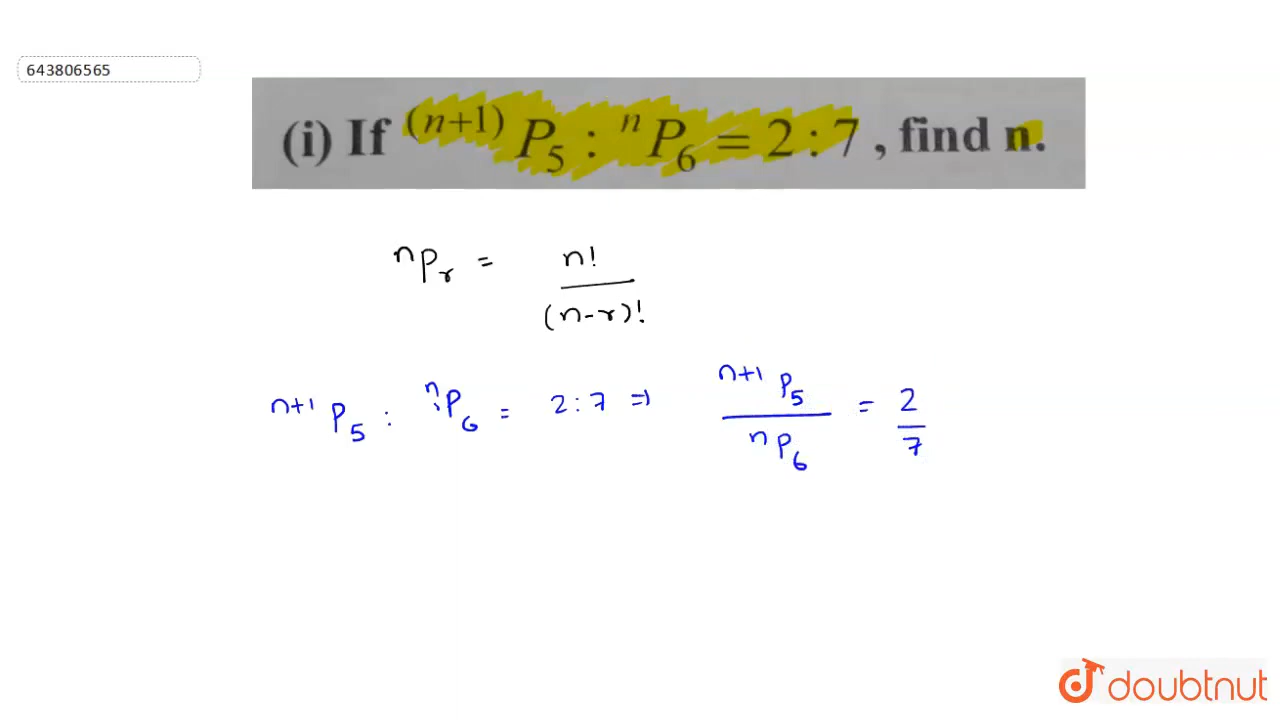 643806565
(i) If ⁽ⁿ⁺¹⁾P₅ : ⁿP₆ = 2 : 7 , find n.
ⁿPᵣ = n! / (n-r)!
ⁿ⁺¹P₅ : ⁿP₆ = 2 : 7 ⇒ ⁿ⁺¹P₅ / ⁿP₆ = 2 / 7
doubtnut